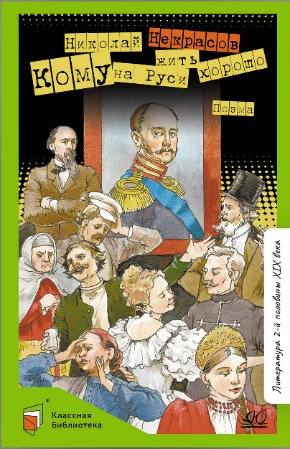 Николай Некрасов
Кому жить
на Руси хорошо
Поэма
Литература 2-й половины XIX века
Классная
библиотека